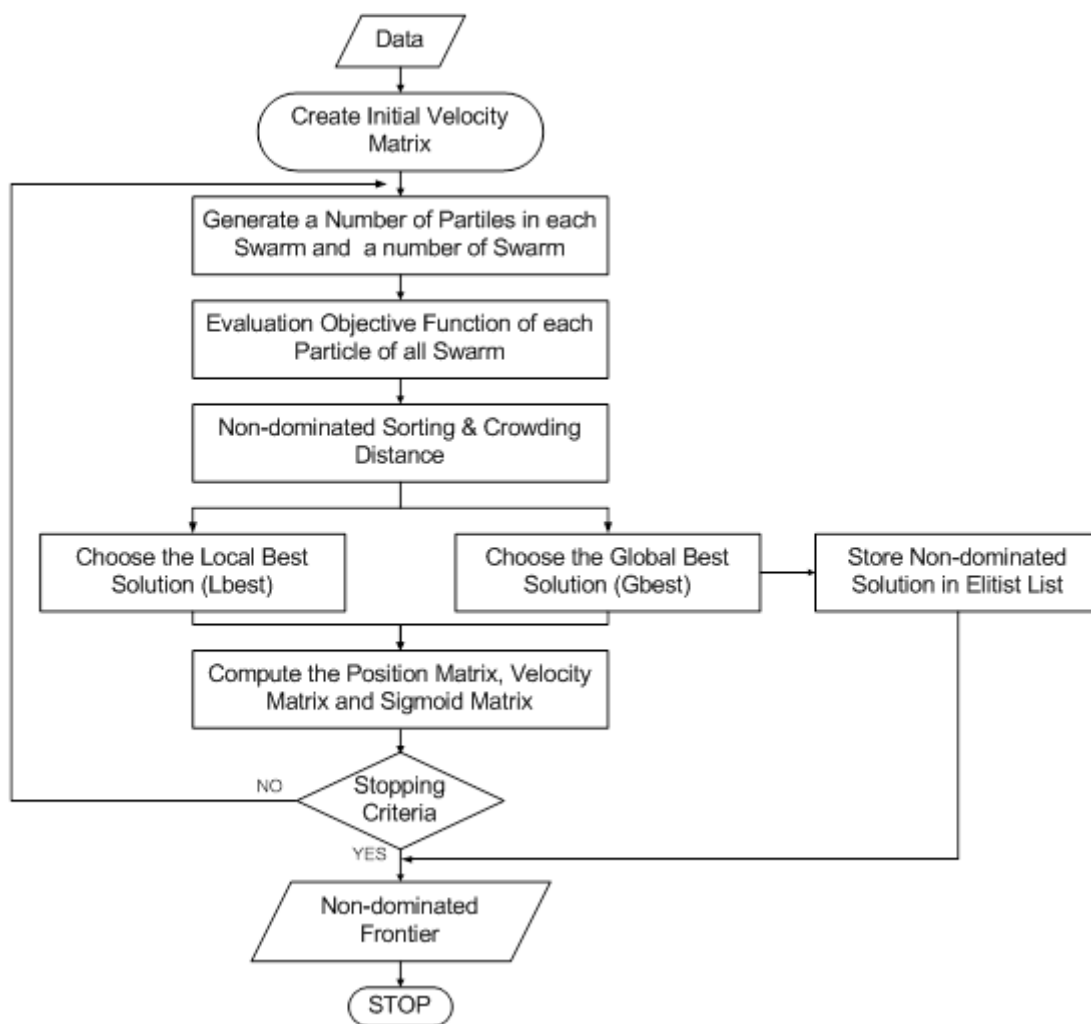 Data
Create Initial Velocity
Matrix
Generate a Number of Partiles in each
Swarm and a number of Swarm
Evaluation Objective Function of each
Particle of all Swarm
Non-dominated Sorting & Crowding
Distance
Choose the Local Best
Solution (Lbest)
Choose the Global Best
Solution (Gbest)
Store Non-dominated
Solution in Elitist List
Compute the Position Matrix, Velocity
Matrix and Sigmoid Matrix
NO
Stopping
Criteria
YES
Non-dominated
Frontier
STOP